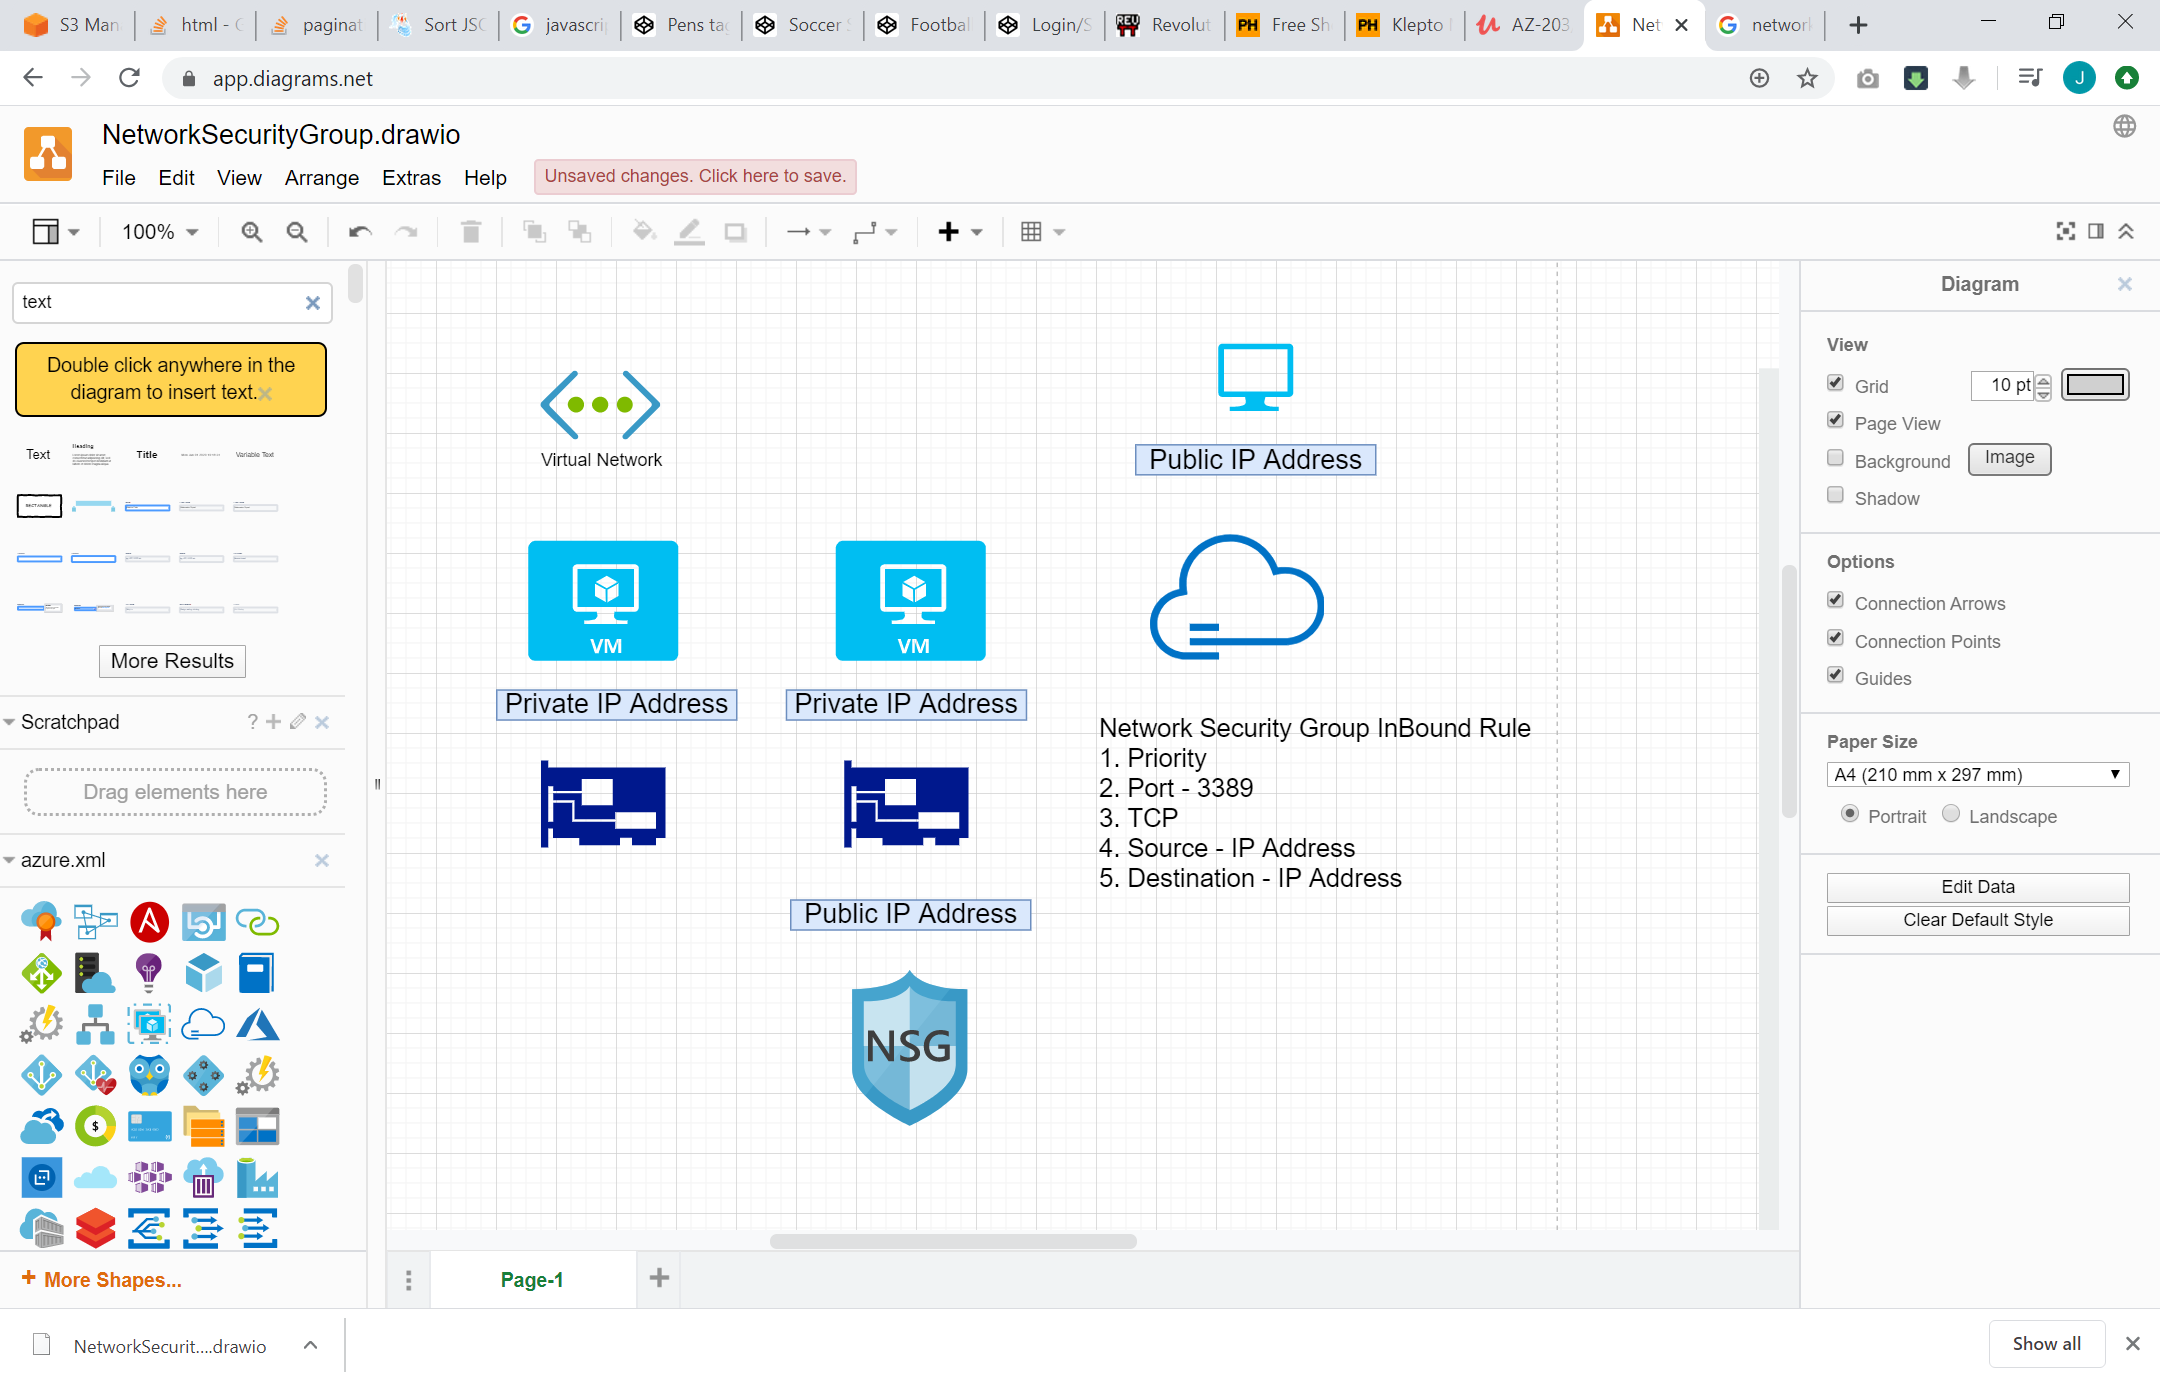 S3 Man
html - 
paginat
Sort JSC
javascri
Pens tag
Soccer S
Football
Login/S
Revolut
Free Sh
Klepto
AZ-203
Net
network
app.diagrams.net
J
NetworkSecurityGroup.drawio
File Edit View Arrange Extras Help
Unsaved changes. Click here to save.
100%
text
Double click anywhere in the
diagram to insert text.
Text
Heading
Title
Variable Text
RECTANGLE
More Results
Scratchpad
?
Drag elements here
azure.xml
More Shapes...
Virtual Network
Public IP Address
VM
VM
Private IP Address
Private IP Address
Network Security Group InBound Rule
1. Priority
2. Port - 3389
3. TCP
4. Source - IP Address
5. Destination - IP Address
Public IP Address
NSG
Page-1
Diagram
View
Grid
10 pt
Page View
Background
Image
Shadow
Options
Connection Arrows
Connection Points
Guides
Paper Size
A4 (210 mm x 297 mm)
Portrait
Landscape
Edit Data
Clear Default Style
NetworkSecurit....drawio
Show all